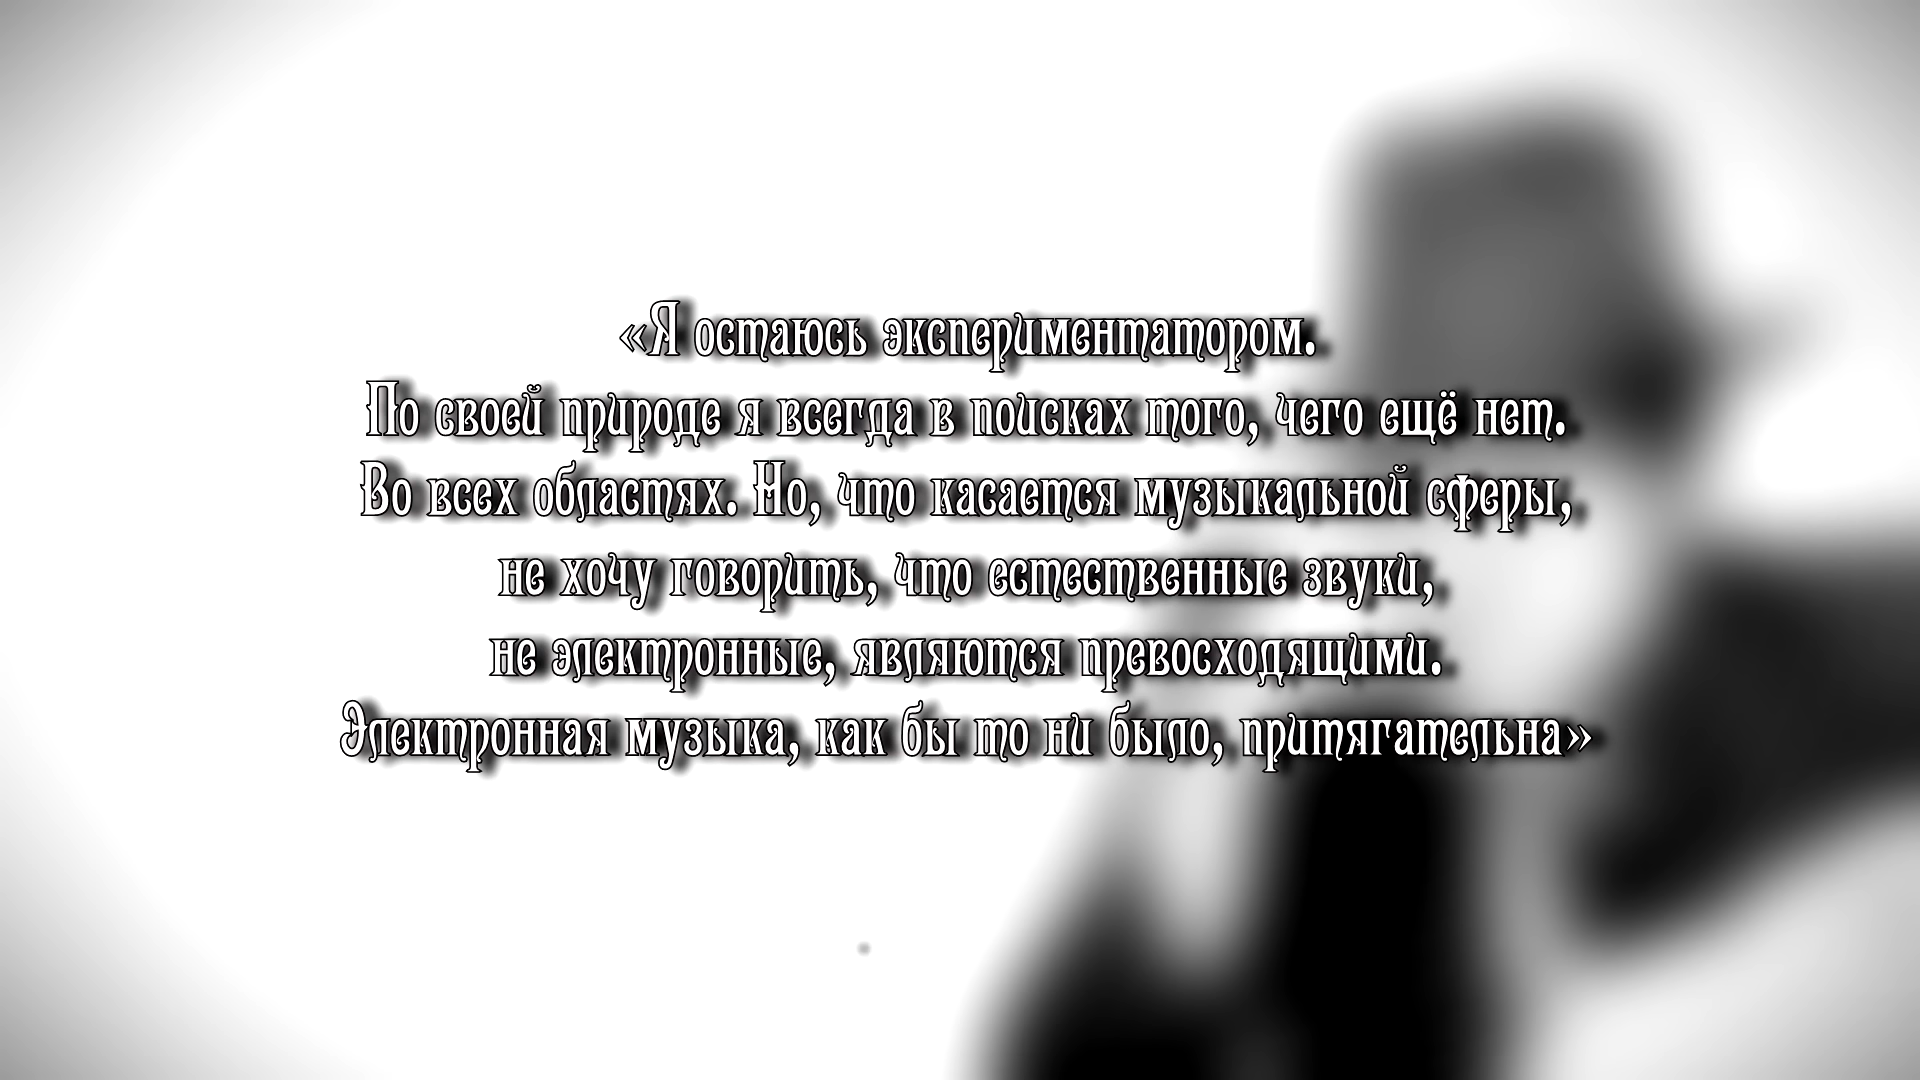 «Я остаюсь экспериментатором.
По своей природе я всегда в поисках того, чего ещё нет.
Во всех областях. Но, что касается музыкальной сферы,
не хочу говорить, что естественные звуки,
не электронные, являются превосходящими.
Электронная музыка, как бы то ни было, притягательна»